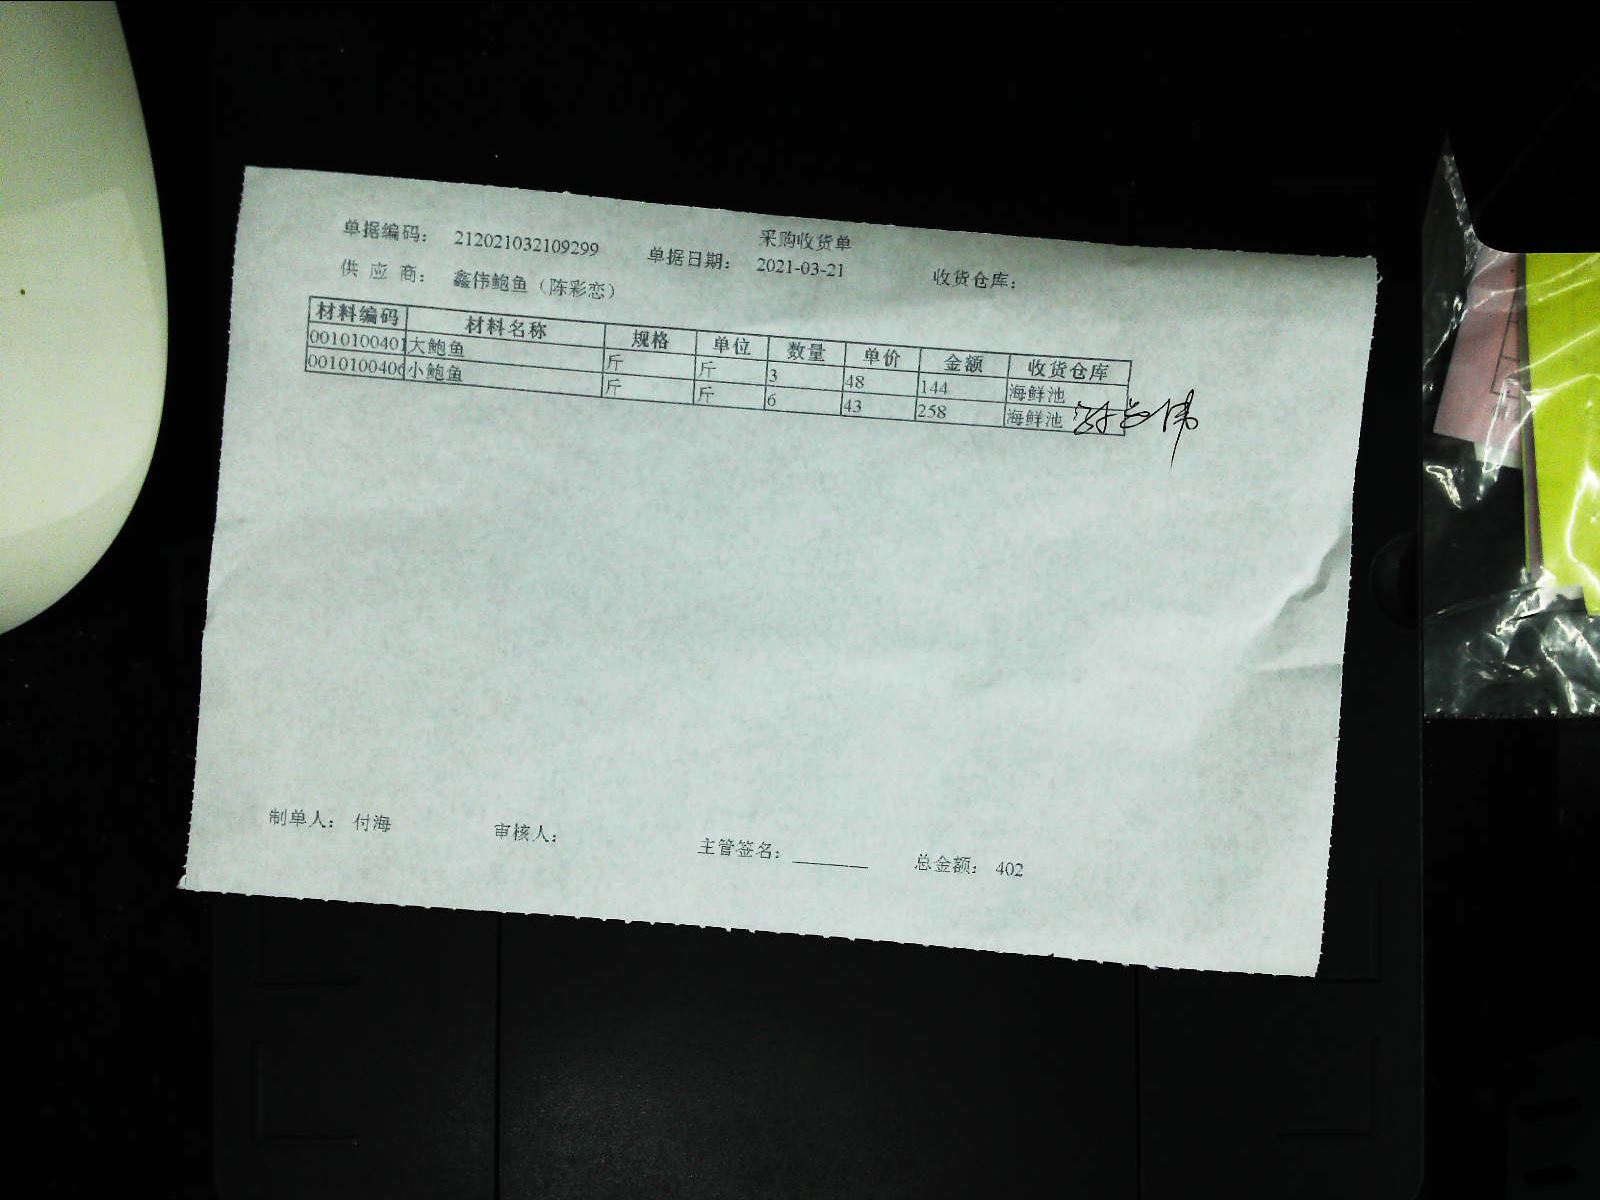 采购收货单
单据编码： 212021032109299 单据日期： 2021-03-21 收货仓库：
供 应 商： 鑫伟鲍鱼（陈彩恋）
材料编码 材料名称 规格 单位 数量 单价 金额 收货仓库
0010100401 大鲍鱼 斤 斤 3 48 144 海鲜池
0010100406 小鲍鱼 斤 斤 6 43 258 海鲜池
制单人： 付海 审核人： 主管签名： 总金额： 402